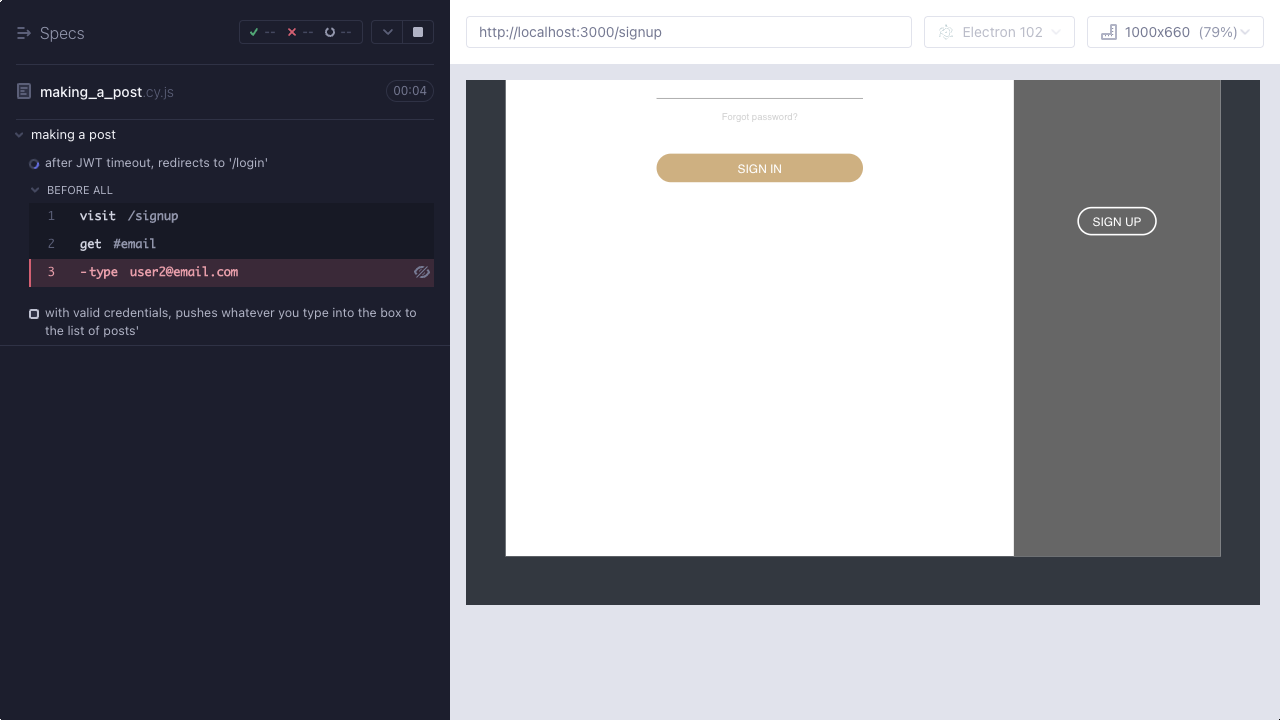 Specs
-- -- --
making_a_post.cy.js
00:04
making a post
after JWT timeout, redirects to '/login'
BEFORE ALL
1 visit /signup
2 get #email
3 -type user2@email.com
with valid credentials, pushes whatever you type into the box to
the list of posts'
http://localhost:3000/signup
Electron 102
1000x660 (79%)
Forgot password?
SIGN IN
SIGN UP